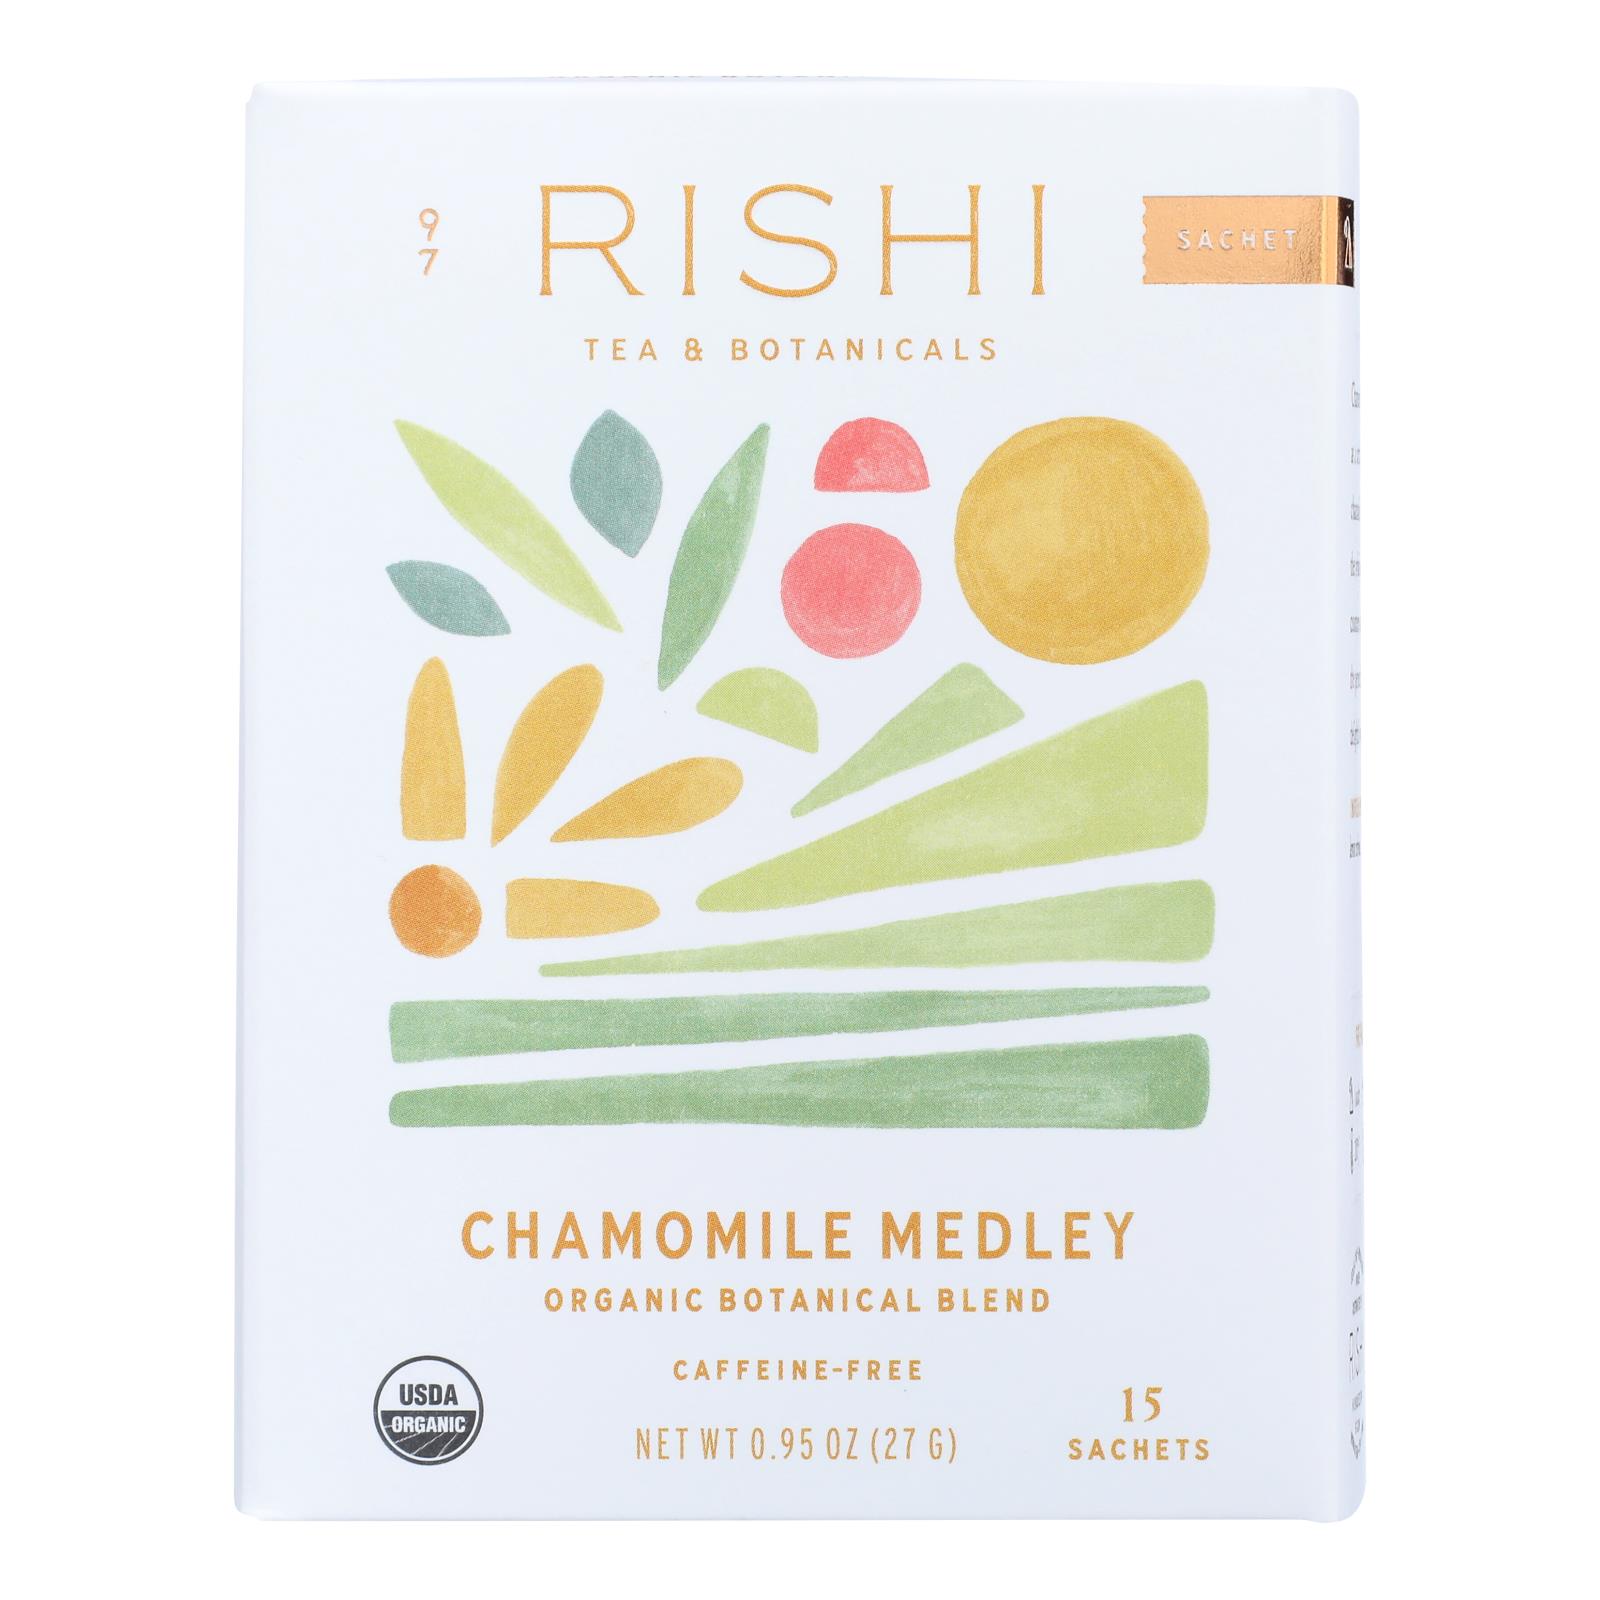 9
7
RISHI
SACHET
TEA & BOTANICALS
CHAMOMILE MEDLEY
ORGANIC BOTANICAL BLEND
CAFFEINE-FREE
USDA
ORGANIC
NET WT 0.95 OZ (27 G)
15
SACHETS